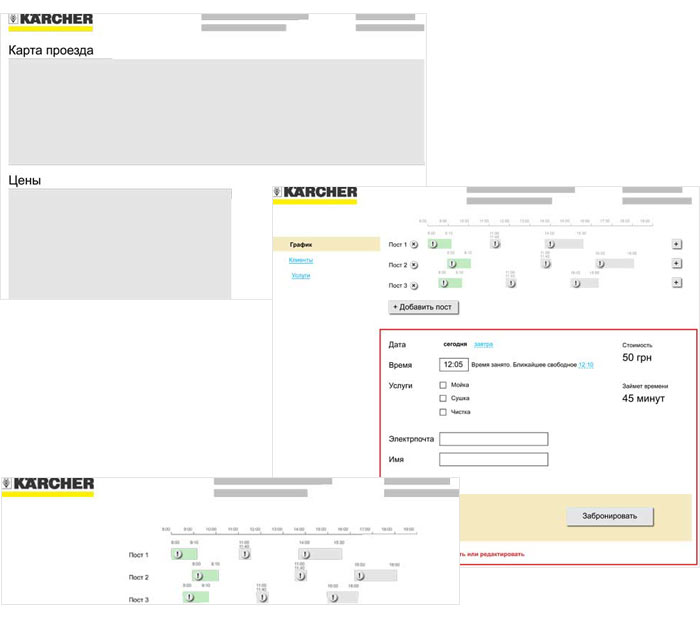 KÄRCHER
Карта проезда
Цены
KÄRCHER
8:00 9:00 10:00 11:00 12:00 13:00 14:00 15:00 16:00 17:00 18:00
График
Клиенты
Услуги
Пост 1
Пост 2
Пост 3
+ Добавить пост
Дата сегодня завтра
Время 12:05 Время занято. Ближайшее свободное 12 10
Услуги
Мойка
Сушка
Чистка
Стоимость
50 грн
Займет времени
45 минут
Электрпочта
Имя
Забронировать
ть или редактировать
KÄRCHER
8:00 9:00 10:00 11:00 12:00 13:00 14:00 15:00 16:00 17:00 18:00
Пост 1
Пост 2
Пост 3